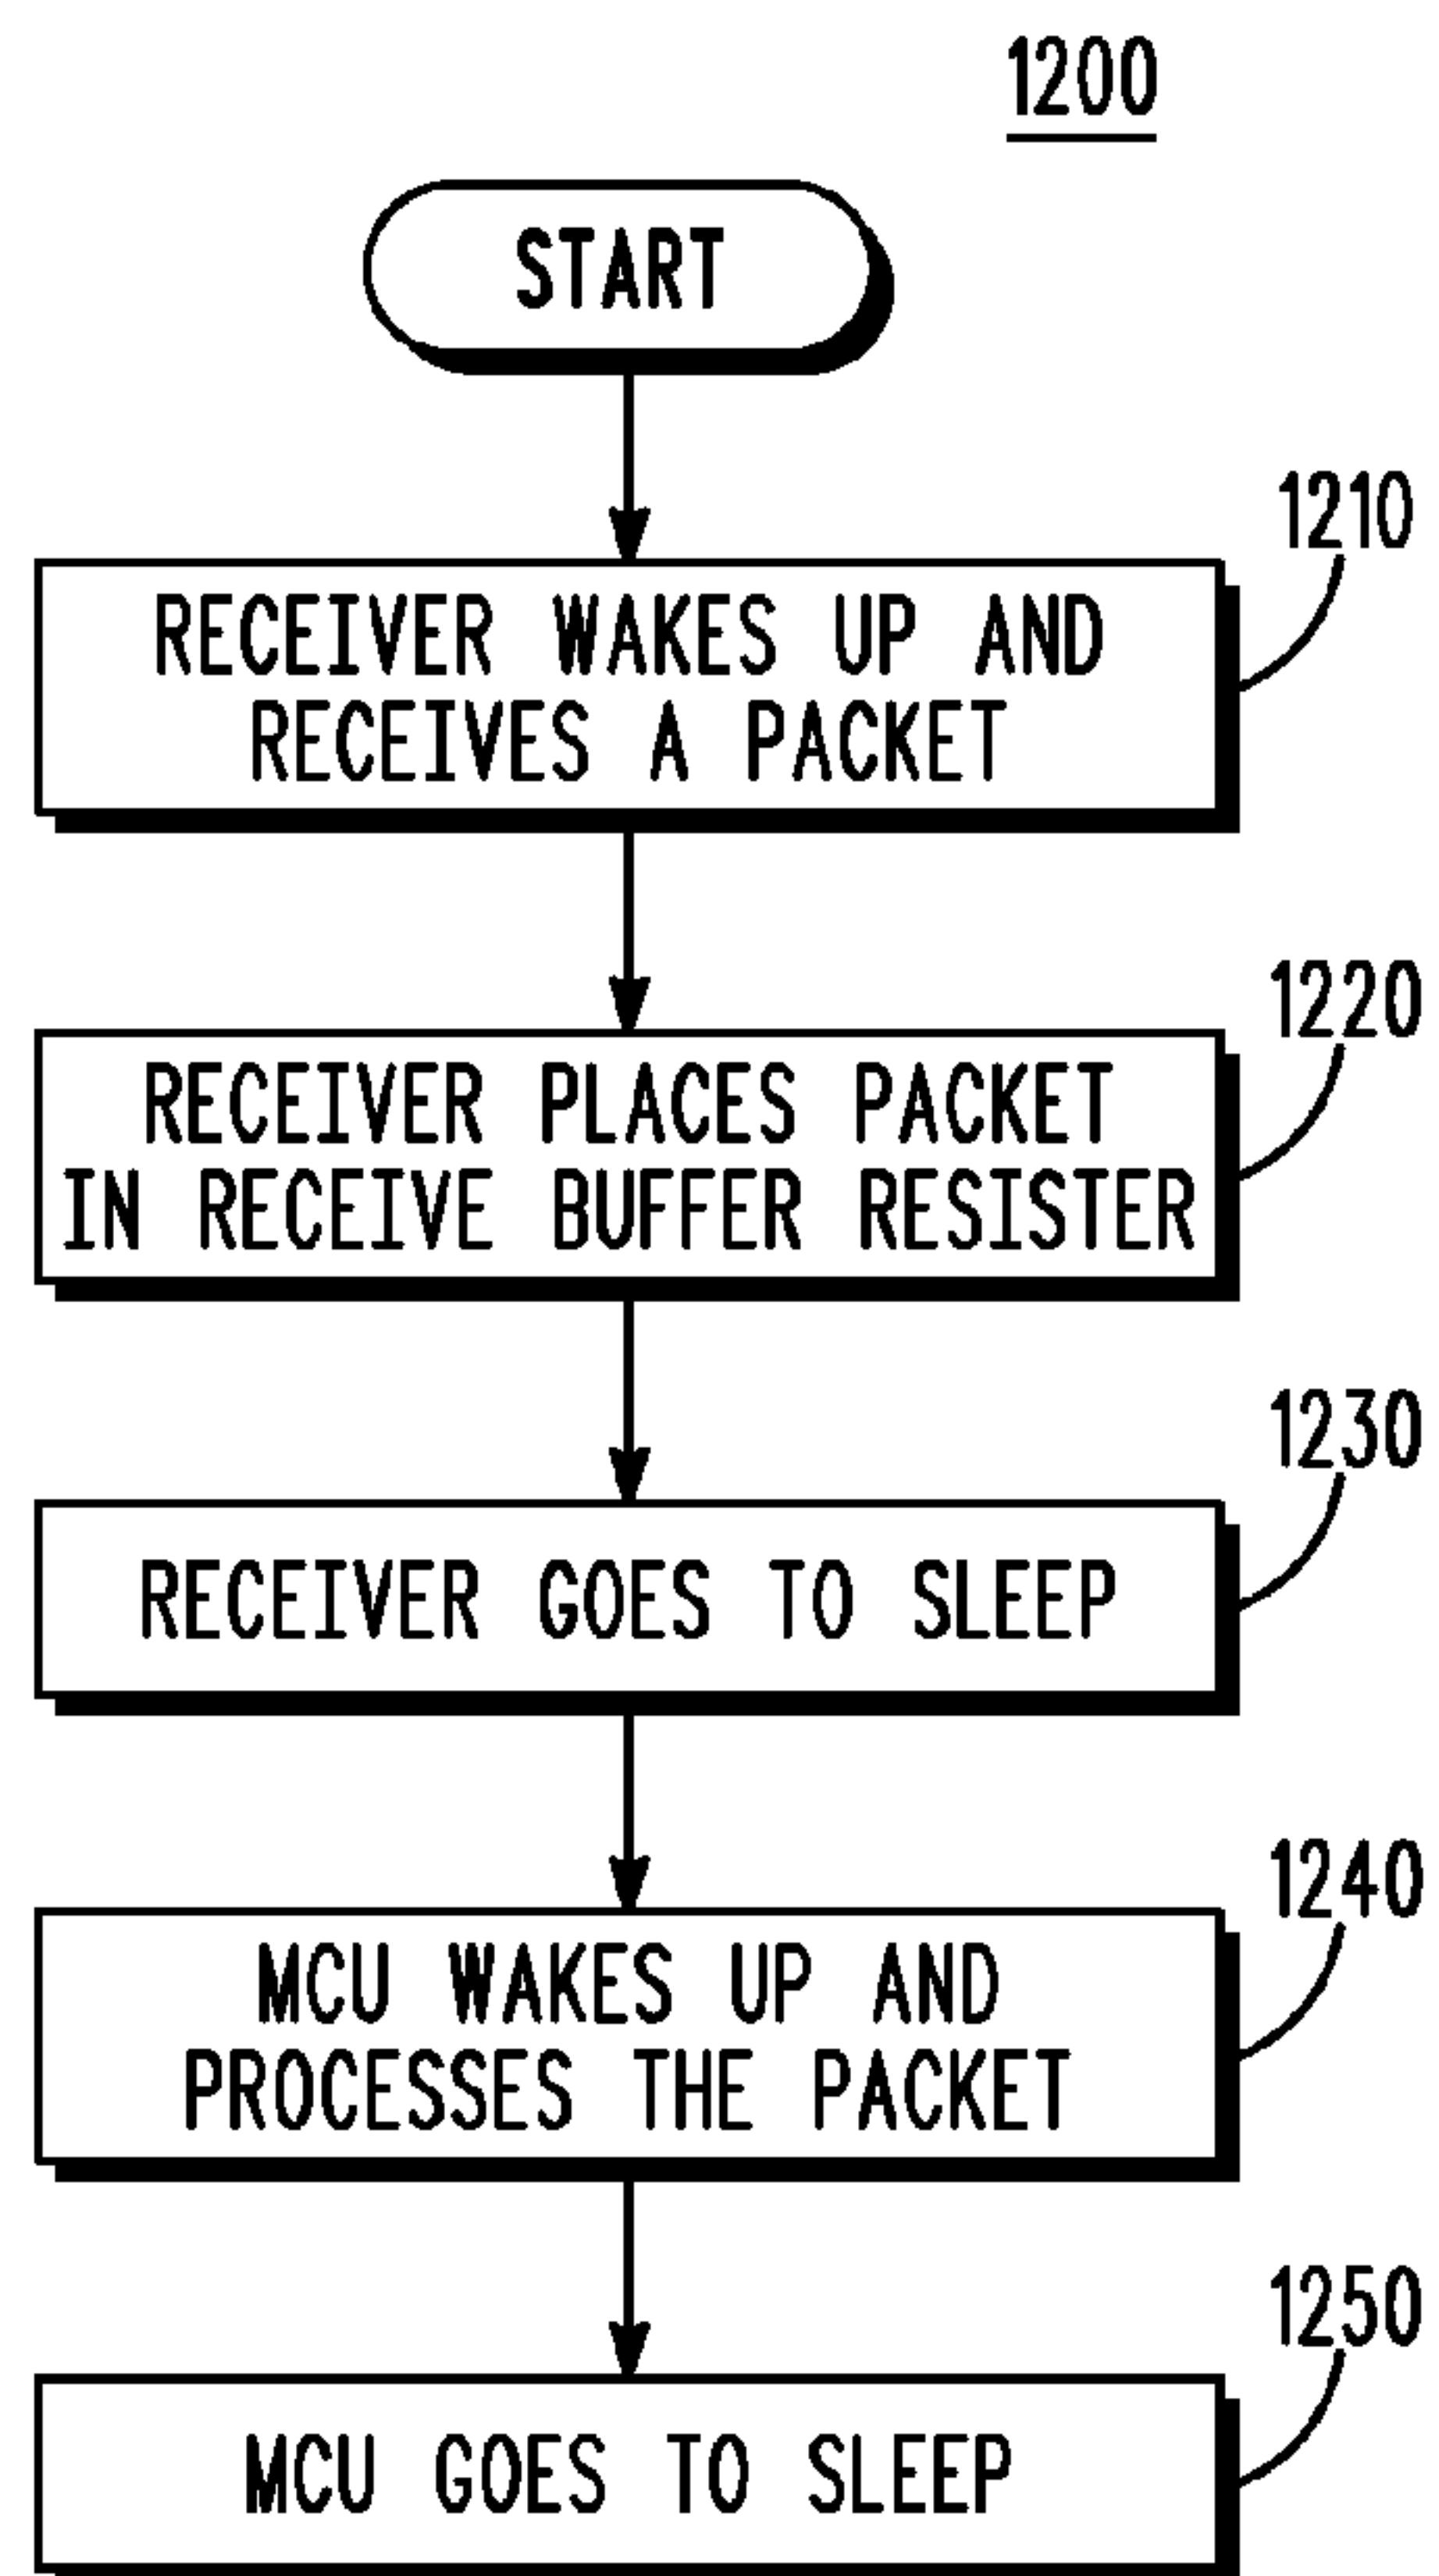 1200
START
1210
RECEIVER WAKES UP AND
RECEIVES A PACKET
1220
RECEIVER PLACES PACKET
IN RECEIVE BUFFER RESISTER
1230
RECEIVER GOES TO SLEEP
1240
MCU WAKES UP AND
PROCESSES THE PACKET
1250
MCU GOES TO SLEEP